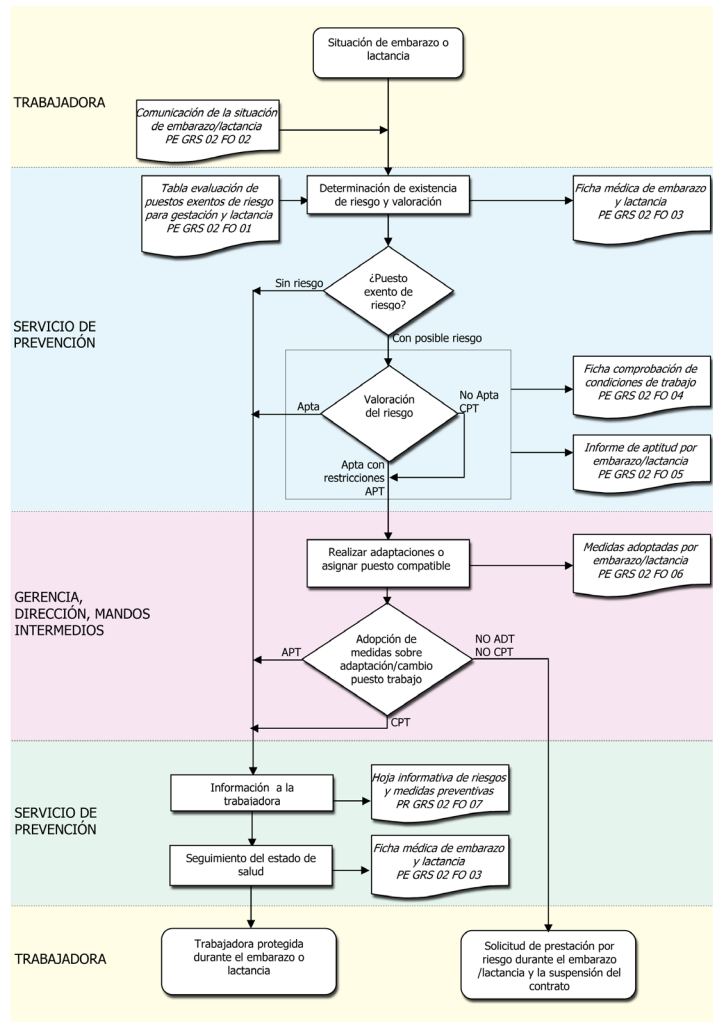 Situación de embarazo o
lactancia
TRABAJADORA
Comunicación de la situación
de embarazo/lactancia
PE GRS 02 FO 02
Tabla evaluación de
puestos exentos de riesgo
para gestación y lactancia
PE GRS 02 FO 01
Determinación de existencia
de riesgo y valoración
Ficha médica de embarazo
y lactancia
PE GRS 02 FO 03
¿Puesto
exento de
riesgo?
Sin riesgo
Con posible riesgo
SERVICIO DE
PREVENCIÓN
Valoración
del riesgo
Apta
No Apta
CPT
Apta con
restricciones
APT
Ficha comprobación de
condiciones de trabajo
PE GRS 02 FO 04
Informe de aptitud por
embarazo/lactancia
PE GRS 02 FO 05
Realizar adaptaciones o
asignar puesto compatible
Medidas adoptadas por
embarazo/lactancia
PE GRS 02 FO 06
GERENCIA,
DIRECCIÓN, MANDOS
INTERMEDIOS
Adopción de
medidas sobre
adaptación/cambio
puesto trabajo
APT
NO ADT
NO CPT
CPT
Información a la
trabajadora
Hoja informativa de riesgos
y medidas preventivas
PR GRS 02 FO 07
SERVICIO DE
PREVENCIÓN
Seguimiento del estado de
salud
Ficha médica de embarazo
y lactancia
PE GRS 02 FO 03
TRABAJADORA
Trabajadora protegida
durante el embarazo o
lactancia
Solicitud de prestación por
riesgo durante el embarazo
/lactancia y la suspensión del
contrato